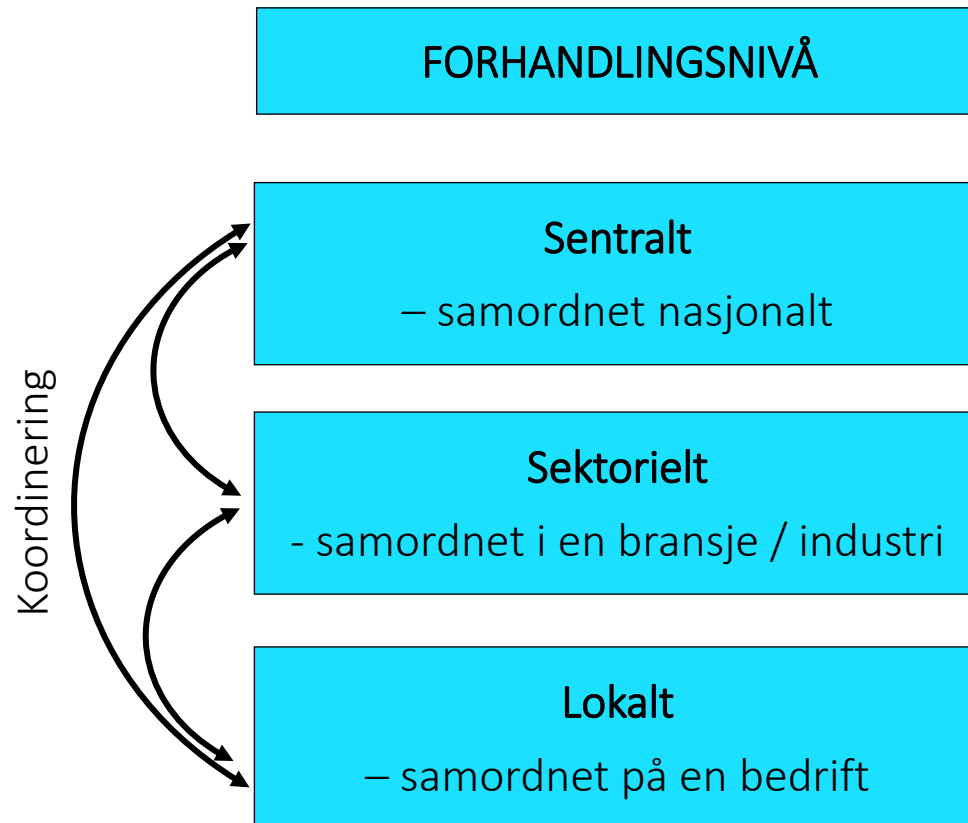 FORHANDLINGSNIVÅ
Sentralt
– samordnet nasjonalt
Koordinering
Sektorielt
- samordnet i en bransje / industri
Lokalt
– samordnet på en bedrift